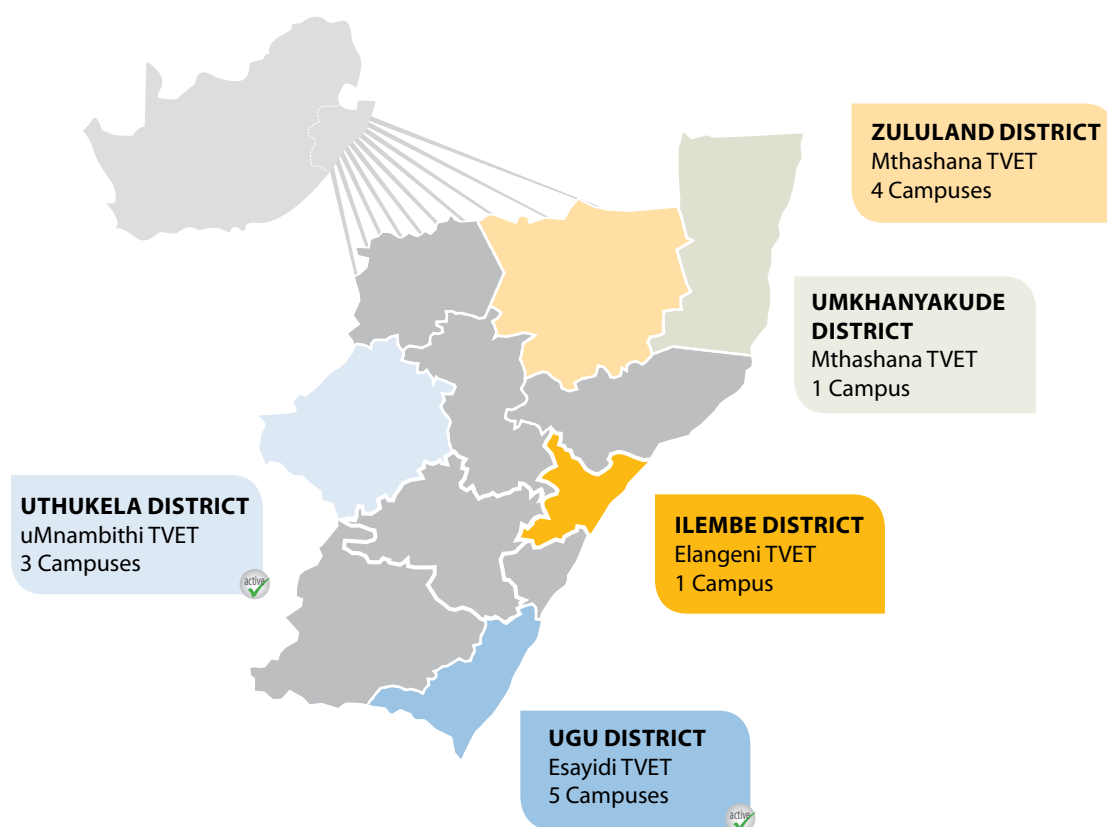 ZULULAND DISTRICT
Mthashana TVET
4 Campuses
UMKHANYAKUDE
DISTRICT
Mthashana TVET
1 Campus
UTHUKELA DISTRICT
uMnambithi TVET
3 Campuses
active
ILEMBE DISTRICT
Elangeni TVET
1 Campus
UGU DISTRICT
Esayidi TVET
5 Campuses
active